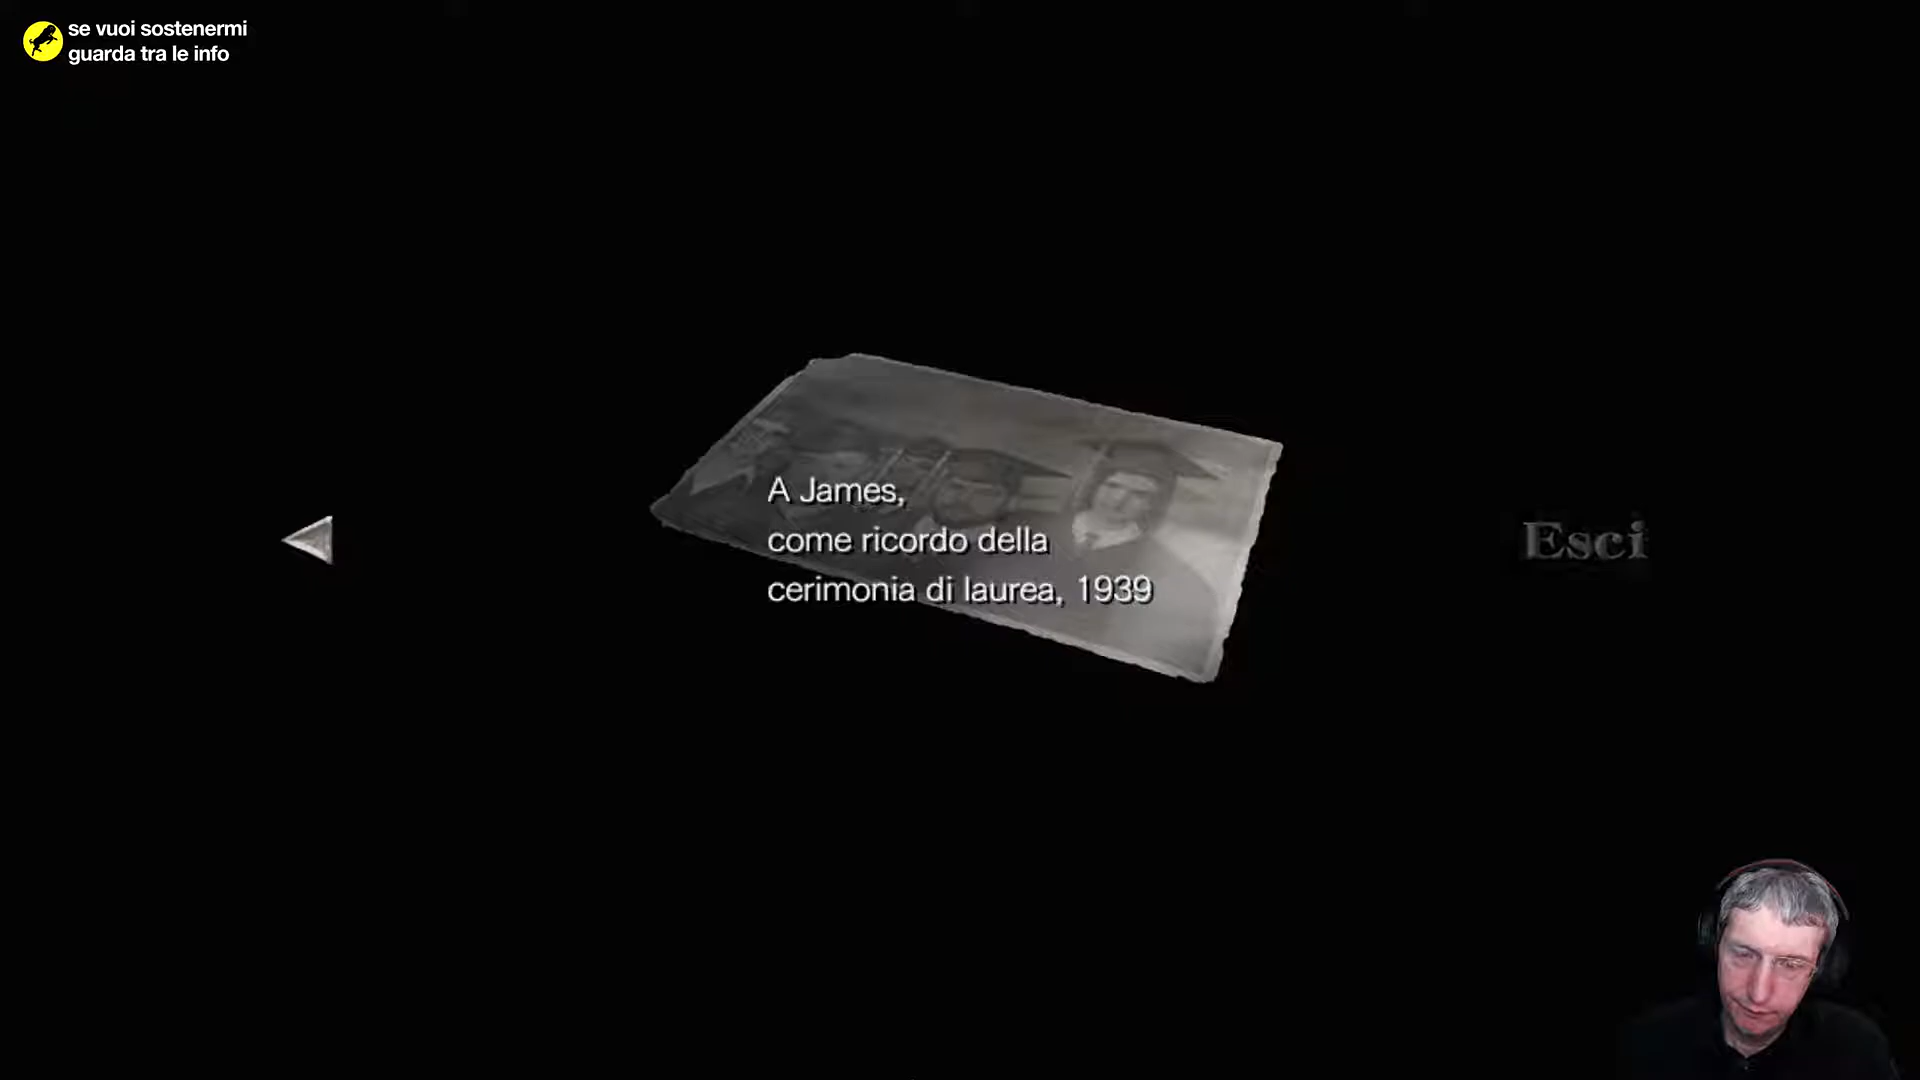 se vuoi sostenermi
guarda tra le info
A James,
come ricordo della
cerimonia di laurea, 1939
Esci